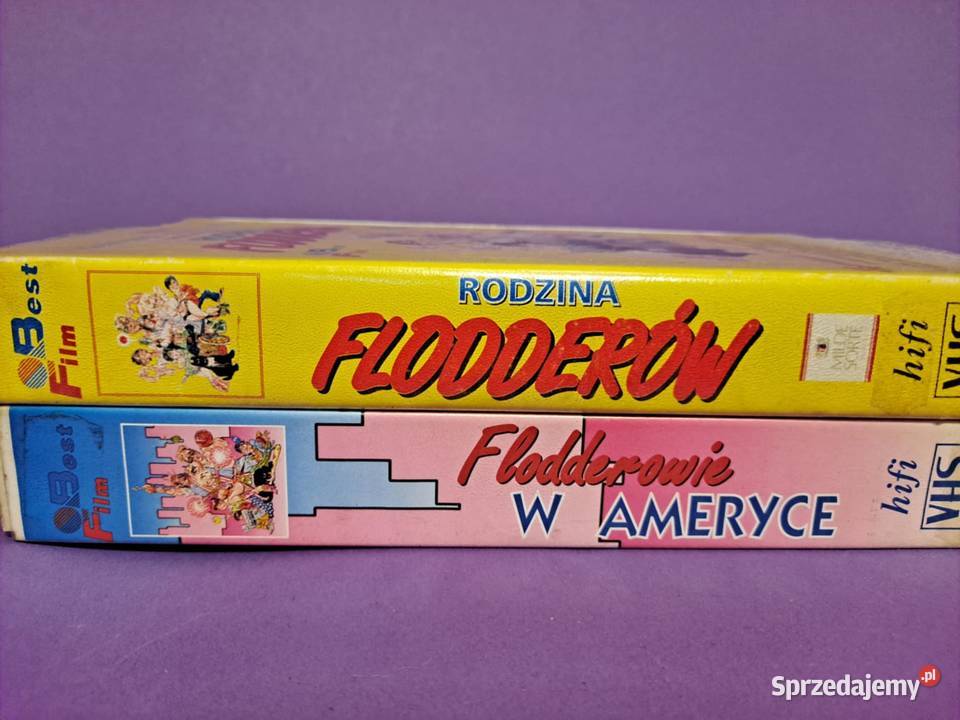 Best
Film
RODZINA
FLODDERÓW
MILDE
SORTE
hifi
VHS
Best
Film
Flodderowie
W AMERYCE
hifi
VHS
Sprzedajemy.pl